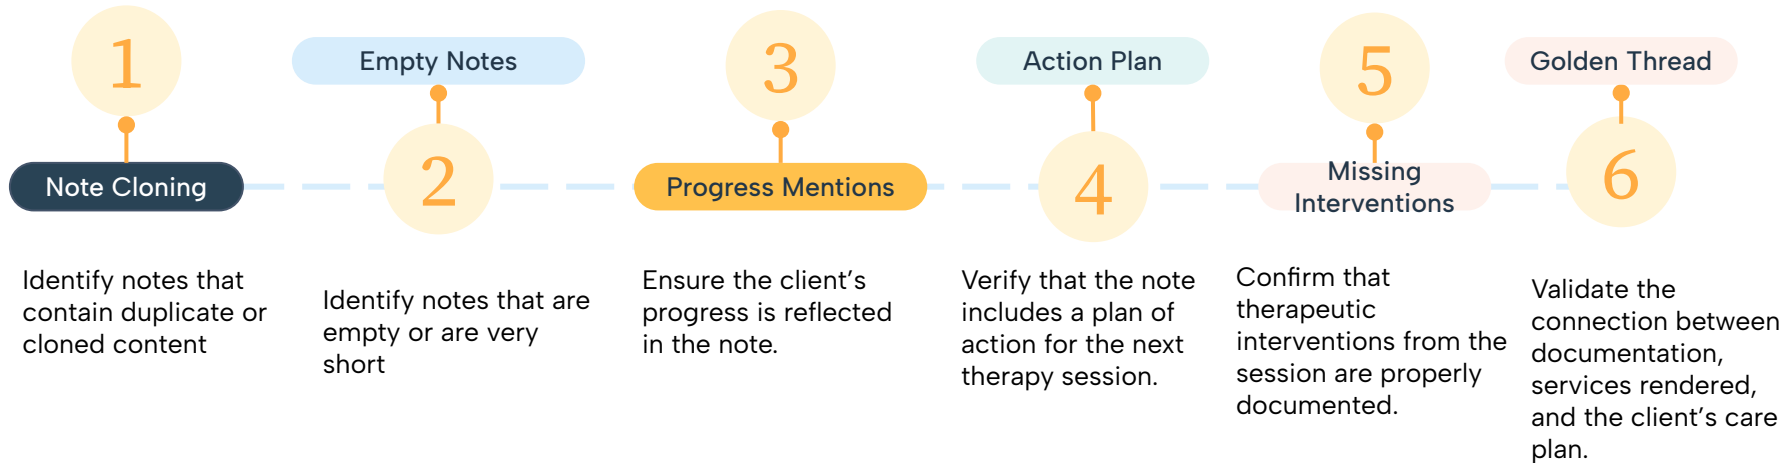 1
Note Cloning
Identify notes that
contain duplicate or
cloned content
Empty Notes
2
Identify notes that are
empty or are very
short
3
Progress Mentions
Ensure the client’s
progress is reflected
in the note.
Action Plan
4
Verify that the note
includes a plan of
action for the next
therapy session.
5
Missing
Interventions
Confirm that
therapeutic
interventions from the
session are properly
documented.
Golden Thread
6
Validate the
connection between
documentation,
services rendered,
and the client’s care
plan.